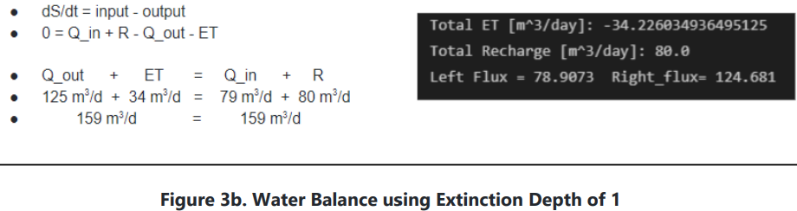 • dS/dt = input - output
• 0 = Q_in + R - Q_out - ET
• Q_out + ET = Q_in + R
• 125 m³/d + 34 m³/d = 79 m³/d + 80 m³/d
• 159 m³/d = 159 m³/d
Total ET [m^3/day]: -34.226034936495125
Total Recharge [m^3/day]: 80.0
Left Flux = 78.9073 Right_flux= 124.681
Figure 3b. Water Balance using Extinction Depth of 1